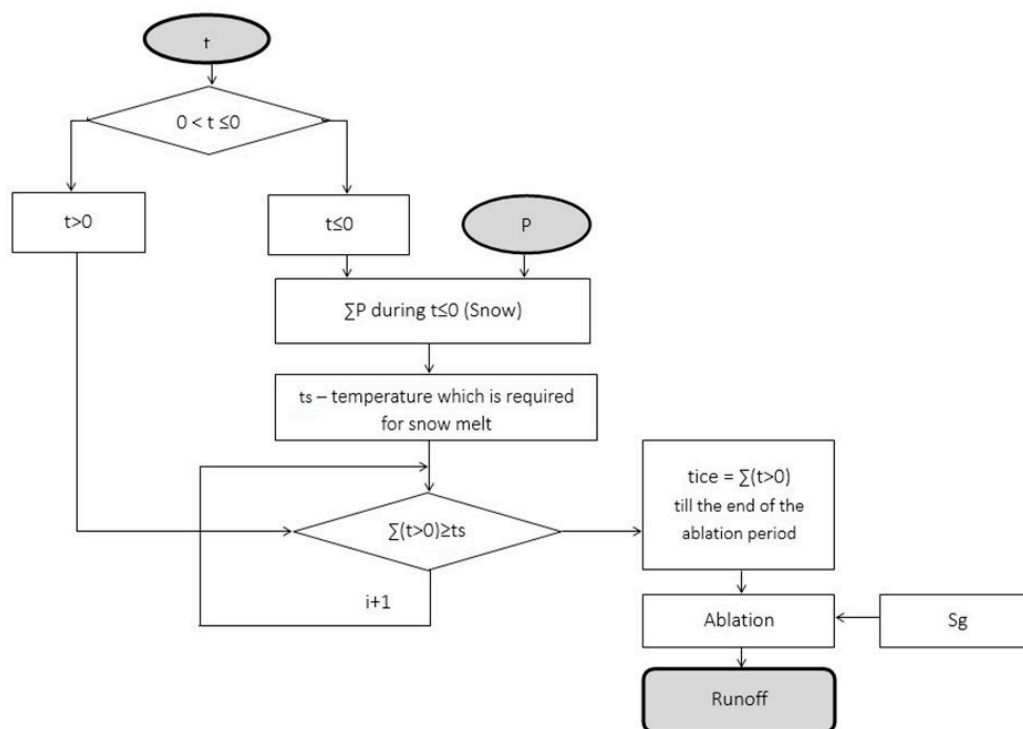 t
0 < t ≤0
t>0
t≤0
P
∑P during t≤0 (Snow)
ts – temperature which is required
for snow melt
tice = ∑(t>0)
till the end of the
ablation period
∑(t>0)≥ts
i+1
Ablation
Sg
Runoff